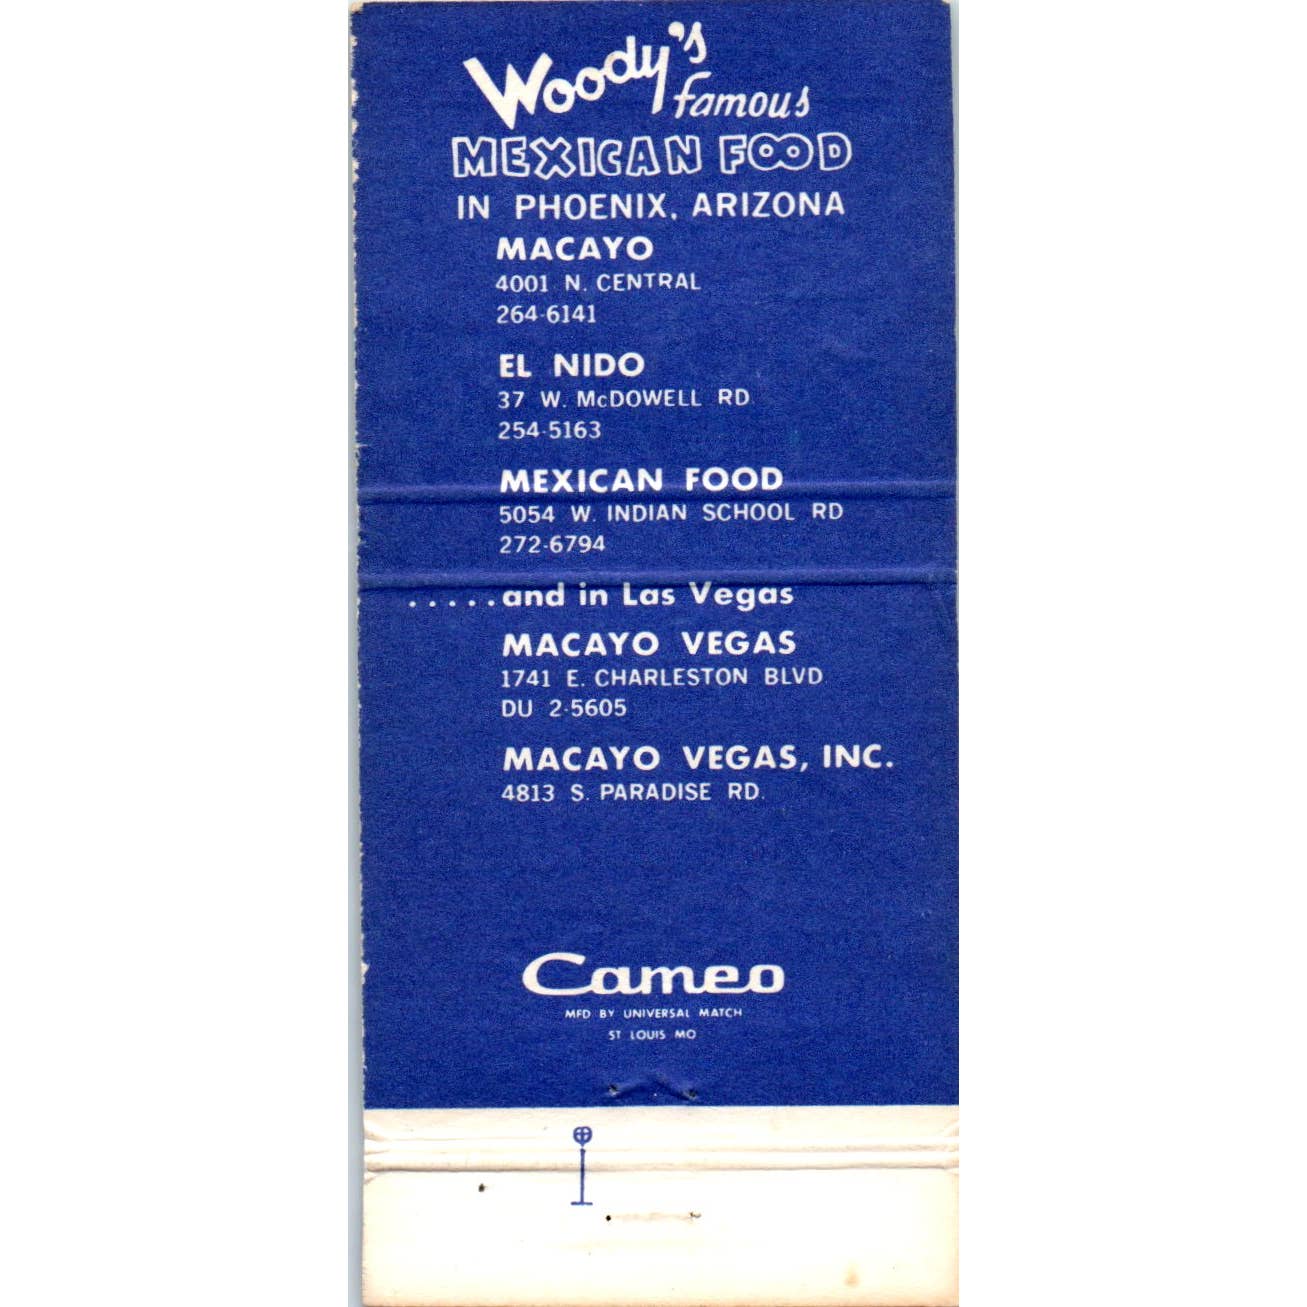 Woody's
famous
MEXICAN FOOD
IN PHOENIX, ARIZONA
MACAYO
4001 N. CENTRAL
264-6141
EL NIDO
37 W. McDOWELL RD
254-5163
MEXICAN FOOD
5054 W. INDIAN SCHOOL RD
272-6794
.....and in Las Vegas
MACAYO VEGAS
1741 E. CHARLESTON BLVD
DU 2-5605
MACAYO VEGAS, INC.
4813 S. PARADISE RD.
Cameo
MFD BY UNIVERSAL MATCH
ST LOUIS MO